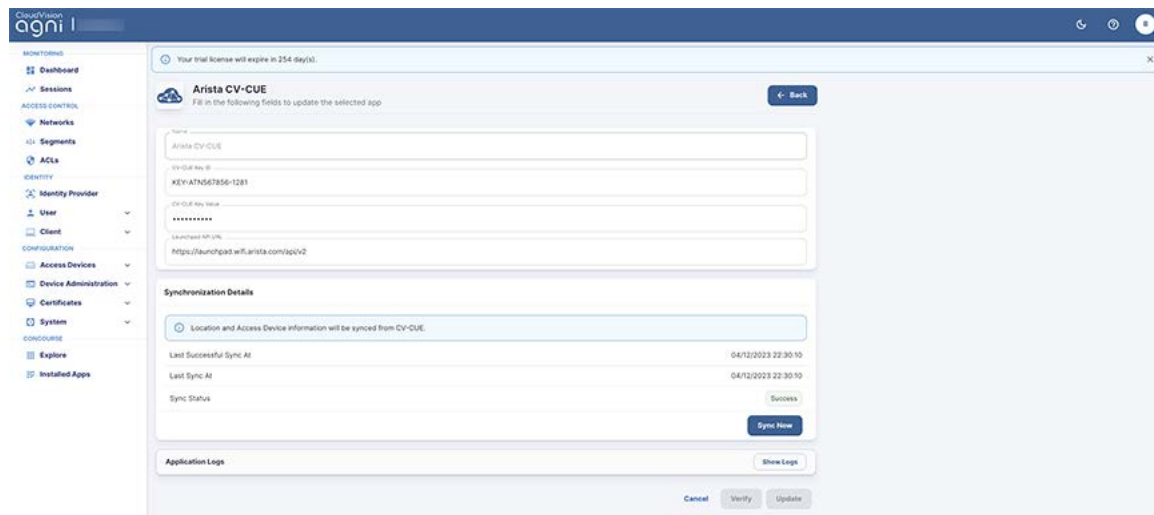 CloudVision
agni
MONITORING
Dashboard
Sessions
ACCESS CONTROL
Networks
Segments
ACLs
IDENTITY
Identity Provider
User
Client
CONFIGURATION
Access Devices
Device Administration
Certificates
System
CONCOURSE
Explore
Installed Apps
Your trial license will expire in 254 day(s).
Arista CV-CUE
Fill in the following fields to update the selected app
Back
Name
Arista CV-CUE
CV-CUE Key ID
KEY-ATN567856-1281
CV-CUE Key Value
••••••••••
Launchpad API URL
https://launchpad.wifi.arista.com/api/v2
Synchronization Details
Location and Access Device information will be synced from CV-CUE.
Last Successful Sync At
04/12/2023 22:30:10
Last Sync At
04/12/2023 22:30:10
Sync Status
Success
Sync Now
Application Logs
Show Logs
Cancel
Verify
Update